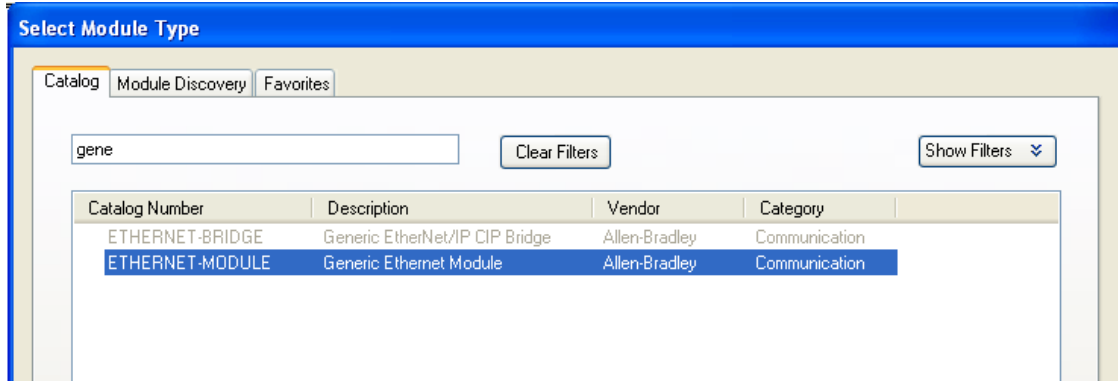 Select Module Type
Catalog Module Discovery Favorites
gene Clear Filters Show Filters
Catalog Number Description Vendor Category
ETHERNET-BRIDGE Generic EtherNet/IP CIP Bridge Allen-Bradley Communication
ETHERNET-MODULE Generic Ethernet Module Allen-Bradley Communication